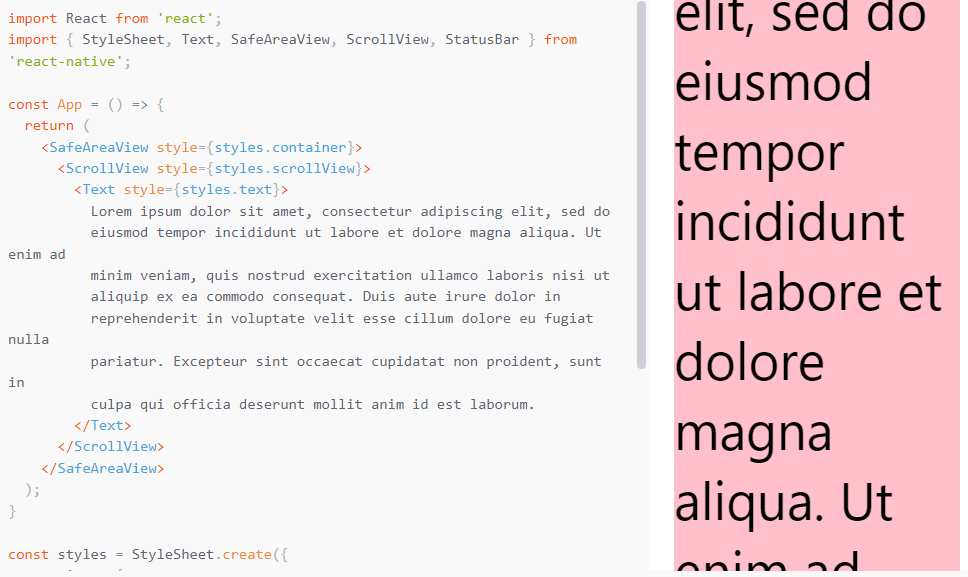 import React from 'react';
import { StyleSheet, Text, SafeAreaView, ScrollView, StatusBar } from
'react-native';
const App = () => {
return (
<SafeAreaView style={styles.container}>
<ScrollView style={styles.scrollView}>
<Text style={styles.text}>
Lorem ipsum dolor sit amet, consectetur adipiscing elit, sed do
eiusmod tempor incididunt ut labore et dolore magna aliqua. Ut
enim ad
minim veniam, quis nostrud exercitation ullamco laboris nisi ut
aliquip ex ea commodo consequat. Duis aute irure dolor in
reprehenderit in voluptate velit esse cillum dolore eu fugiat
nulla
pariatur. Excepteur sint occaecat cupidatat non proident, sunt
in
culpa qui officia deserunt mollit anim id est laborum.
</Text>
</ScrollView>
</SafeAreaView>
);
}
const styles = StyleSheet.create({
elit, sed do
eiusmod
tempor
incididunt
ut labore et
dolore
magna
aliqua. Ut
enim ad